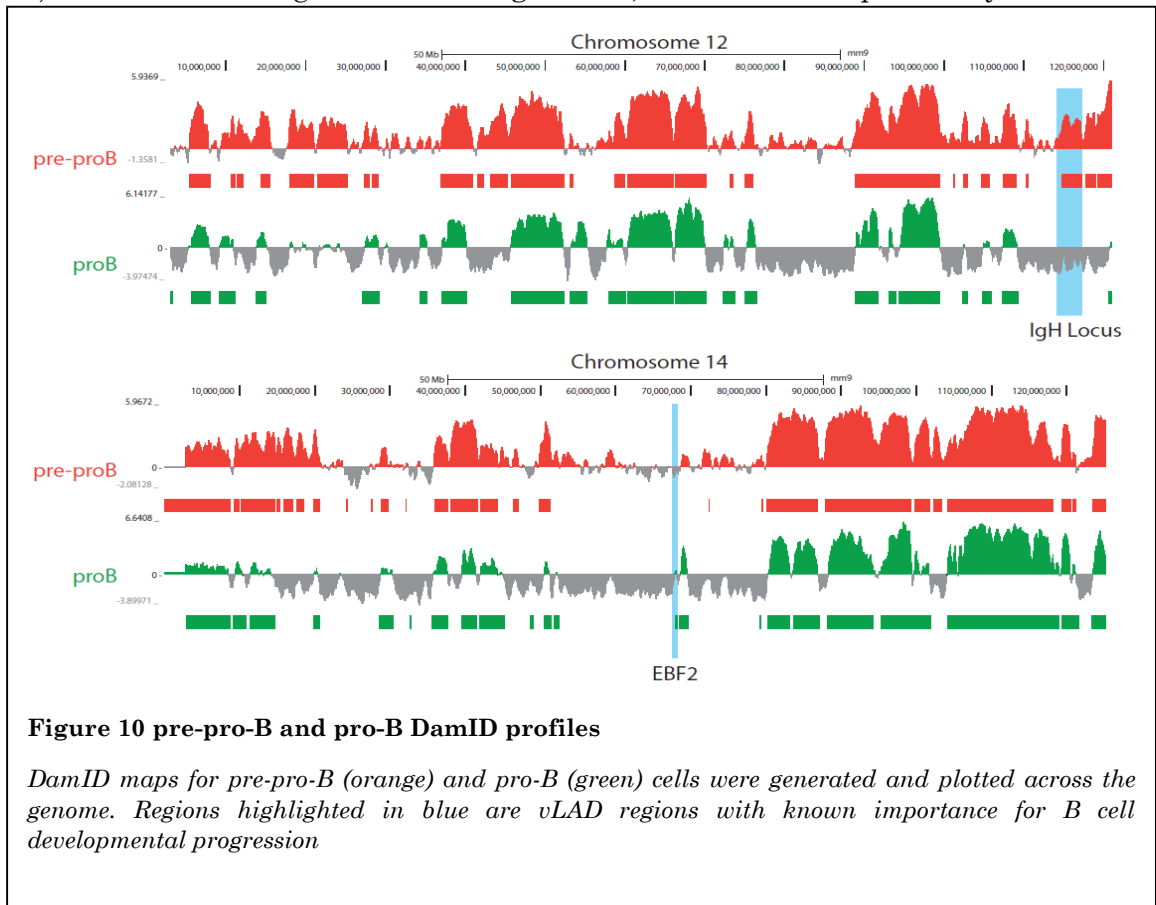 Chromosome 12
50 Mb mm9
10,000,000 20,000,000 30,000,000 40,000,000 50,000,000 60,000,000 70,000,000 80,000,000 90,000,000 100,000,000 110,000,000 120,000,000
5.9369 _
pre-proB
-1.3581 _
6.14177 _
0 -
proB
-3.97474 _
IgH Locus
Chromosome 14
50 Mb mm9
10,000,000 20,000,000 30,000,000 40,000,000 50,000,000 60,000,000 70,000,000 80,000,000 90,000,000 100,000,000 110,000,000 120,000,000
5.9672 _
0 -
pre-proB
-2.08128 _
6.6408 _
0 -
proB
-3.89971 _
EBF2
Figure 10 pre-pro-B and pro-B DamID profiles
DamID maps for pre-pro-B (orange) and pro-B (green) cells were generated and plotted across the
genome. Regions highlighted in blue are vLAD regions with known importance for B cell
developmental progression